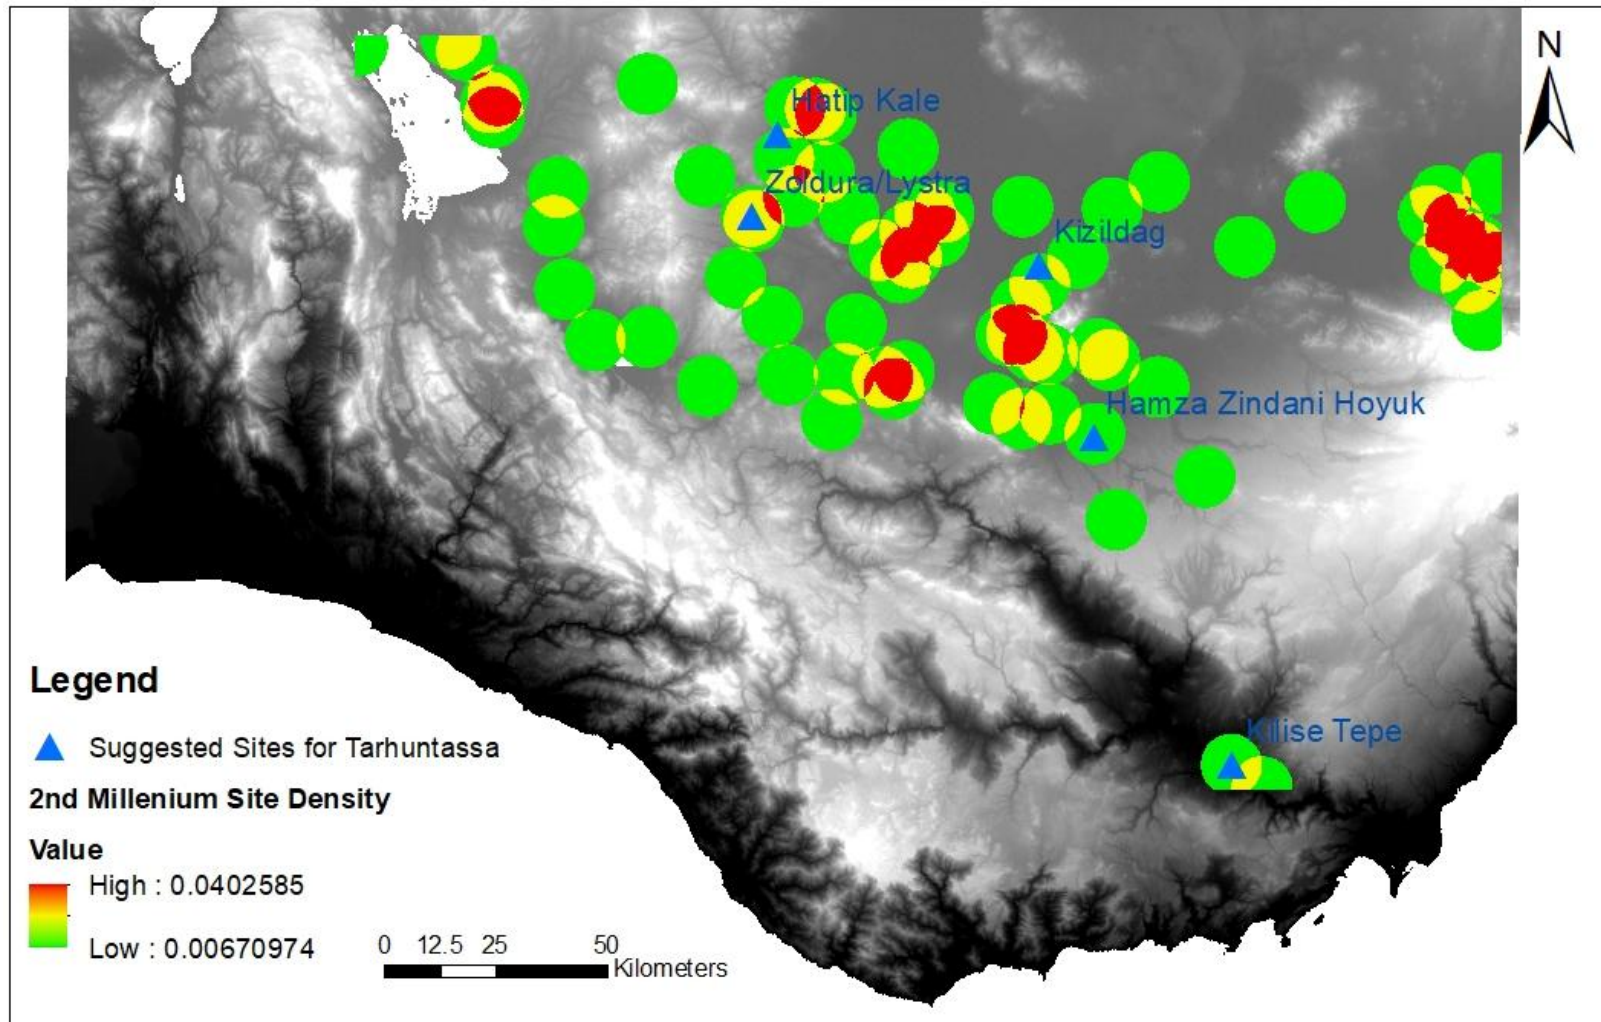 N
Hatip Kale
Zoldura/Lystra
Kizildag
Hamza Zindani Hoyuk
Kilise Tepe
Legend
Suggested Sites for Tarhuntassa
2nd Millenium Site Density
Value
High : 0.0402585
Low : 0.00670974
0 12.5 25 50
Kilometers